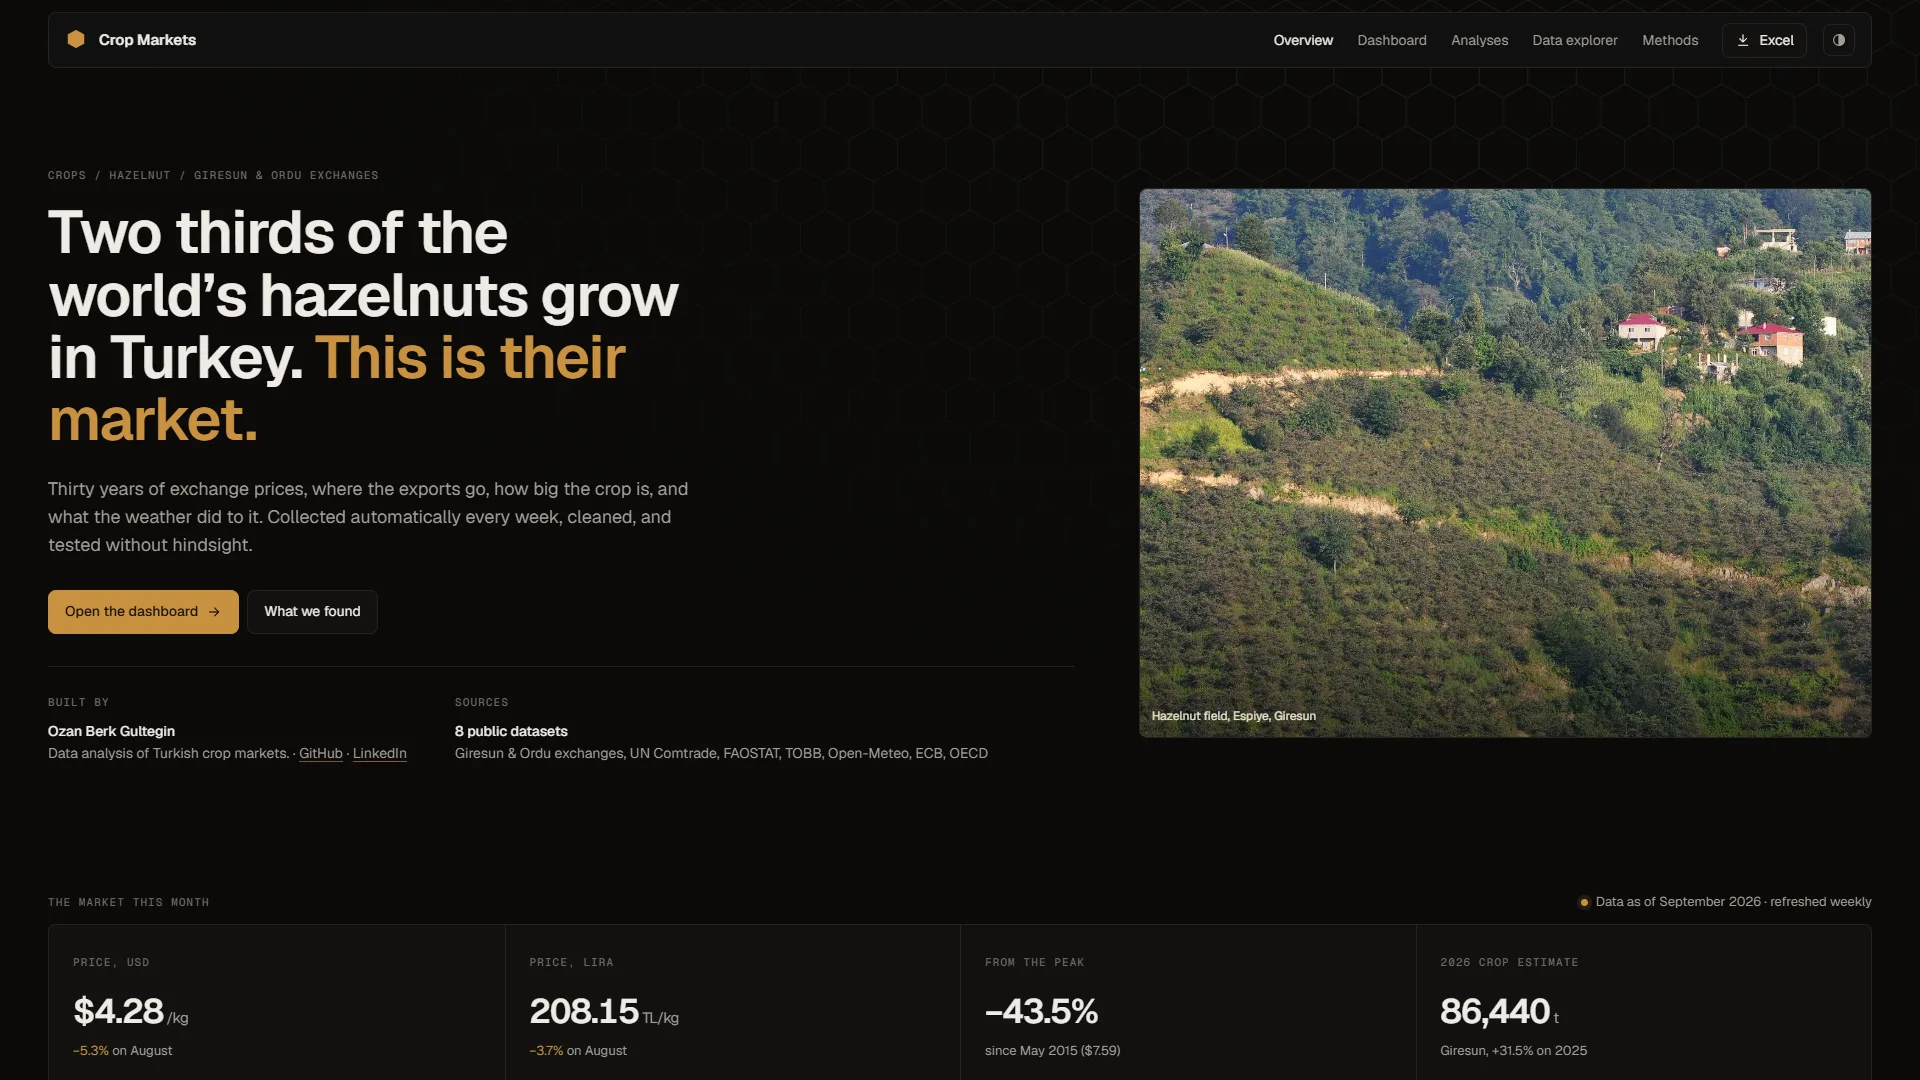 Crop Markets
Overview
Dashboard
Analyses
Data explorer
Methods
Excel
CROPS / HAZELNUT / GIRESUN & ORDU EXCHANGES
Two thirds of the
world’s hazelnuts grow
in Turkey. This is their
market.
Thirty years of exchange prices, where the exports go, how big the crop is, and
what the weather did to it. Collected automatically every week, cleaned, and
tested without hindsight.
Open the dashboard →
What we found
Hazelnut field, Espiye, Giresun
BUILT BY
Ozan Berk Gultegin
Data analysis of Turkish crop markets. · GitHub · LinkedIn
SOURCES
8 public datasets
Giresun & Ordu exchanges, UN Comtrade, FAOSTAT, TOBB, Open-Meteo, ECB, OECD
THE MARKET THIS MONTH
Data as of September 2026 · refreshed weekly
PRICE, USD
$4.28 /kg
−5.3% on August
PRICE, LIRA
208.15 TL/kg
−3.7% on August
FROM THE PEAK
−43.5%
since May 2015 ($7.59)
2026 CROP ESTIMATE
86,440 t
Giresun, +31.5% on 2025